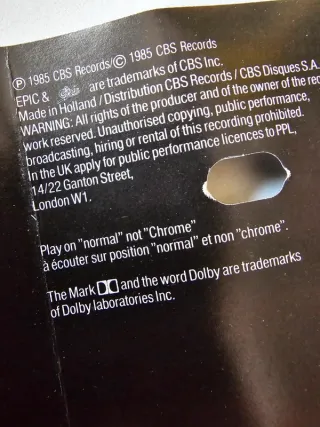 Ⓟ 1985 CBS Records/© 1985 CBS Records
EPIC & are trademarks of CBS Inc.
Made in Holland / Distribution CBS Records / CBS Disques S.A.
WARNING: All rights of the producer and of the owner of the
work reserved. Unauthorised copying, public performance,
broadcasting, hiring or rental of this recording prohibited.
In the UK apply for public performance licences to PPL,
14/22 Ganton Street,
London W1.
Play on "normal" not "Chrome"
à écouter sur position "normal" et non "chrome".
The Mark and the word Dolby are trademarks
of Dolby laboratories Inc.